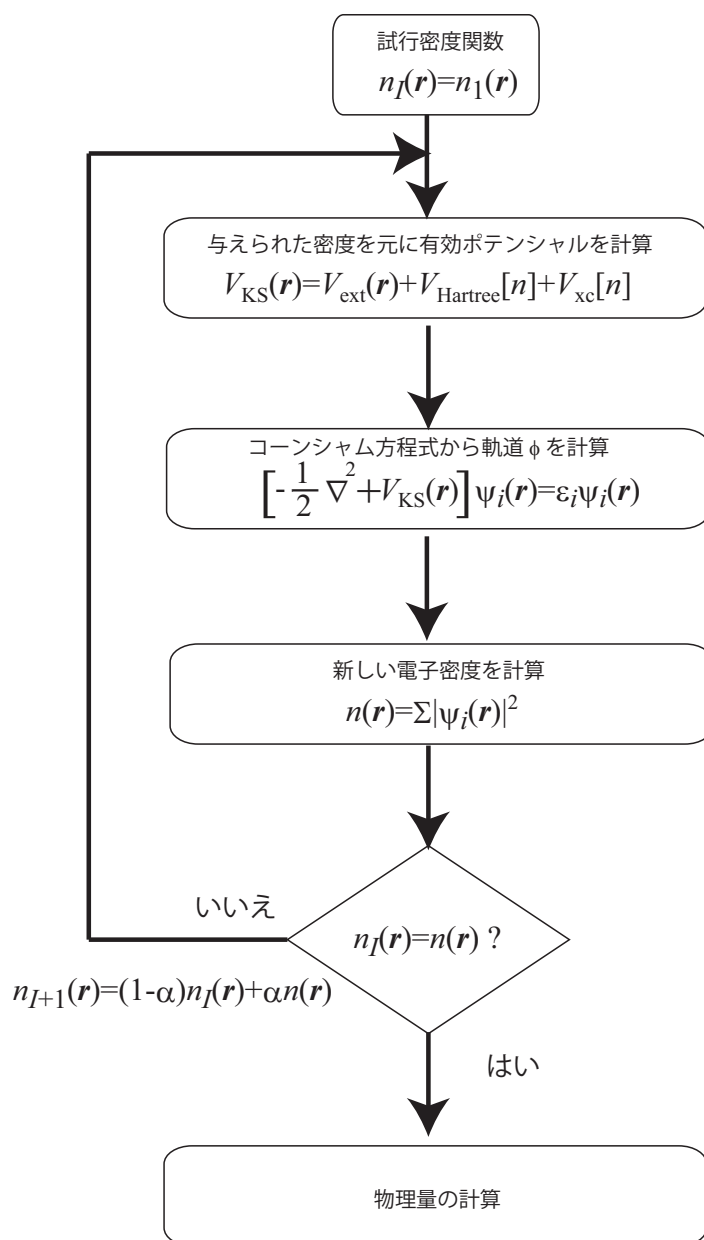 試行密度関数
n_I(r)=n_1(r)
与えられた密度を元に有効ポテンシャルを計算
V_KS(r)=V_ext(r)+V_Hartree[n]+V_xc[n]
コーンシャム方程式から軌道 ϕ を計算
[-1/2 ∇^2+V_KS(r)]ψ_i(r)=ε_iψ_i(r)
新しい電子密度を計算
n(r)=Σ|ψ_i(r)|^2
いいえ
n_I(r)=n(r) ?
n_{I+1}(r)=(1-α)n_I(r)+αn(r)
はい
物理量の計算